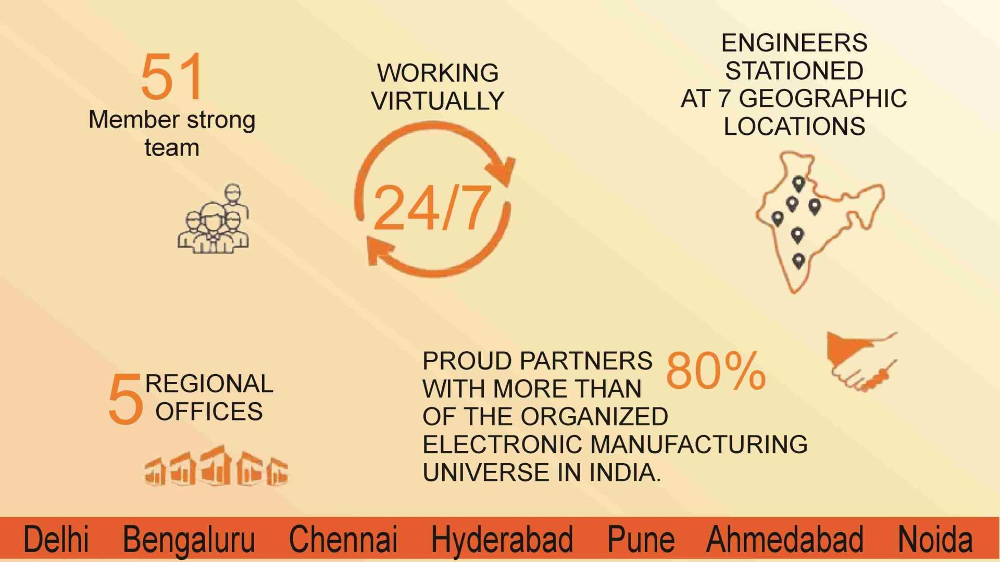 51
Member strong
team
WORKING
VIRTUALLY
24/7
ENGINEERS
STATIONED
AT 7 GEOGRAPHIC
LOCATIONS
5 REGIONAL
OFFICES
PROUD PARTNERS 80%
WITH MORE THAN
OF THE ORGANIZED
ELECTRONIC MANUFACTURING
UNIVERSE IN INDIA.
Delhi Bengaluru Chennai Hyderabad Pune Ahmedabad Noida